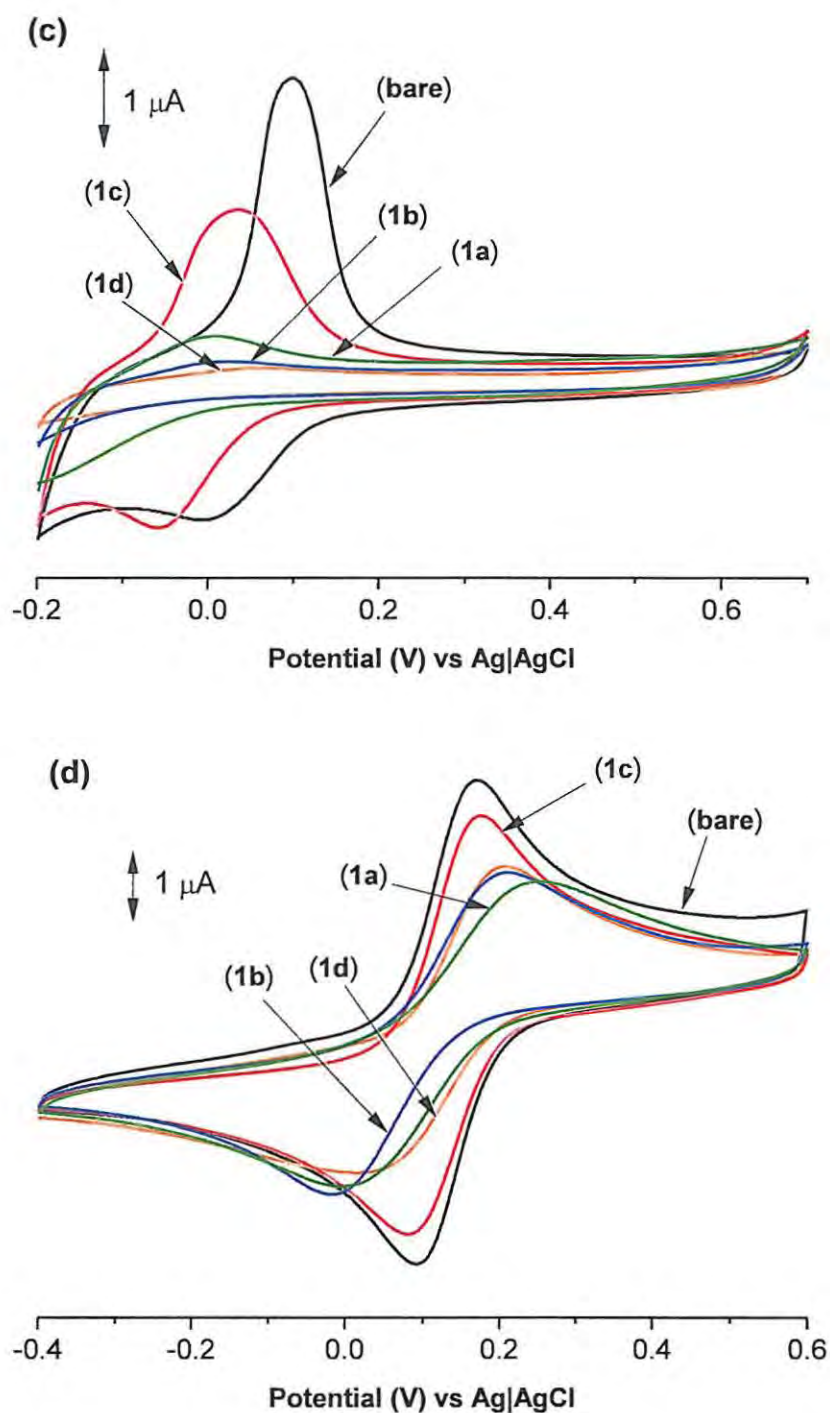 (c)
1 μA
(bare)
(1c)
(1b)
(1a)
(1d)
-0.2 0.0 0.2 0.4 0.6
Potential (V) vs Ag|AgCl
(d)
(1c)
1 μA
(bare)
(1a)
(1b)
(1d)
-0.4 0.0 0.2 0.4 0.6
Potential (V) vs Ag|AgCl